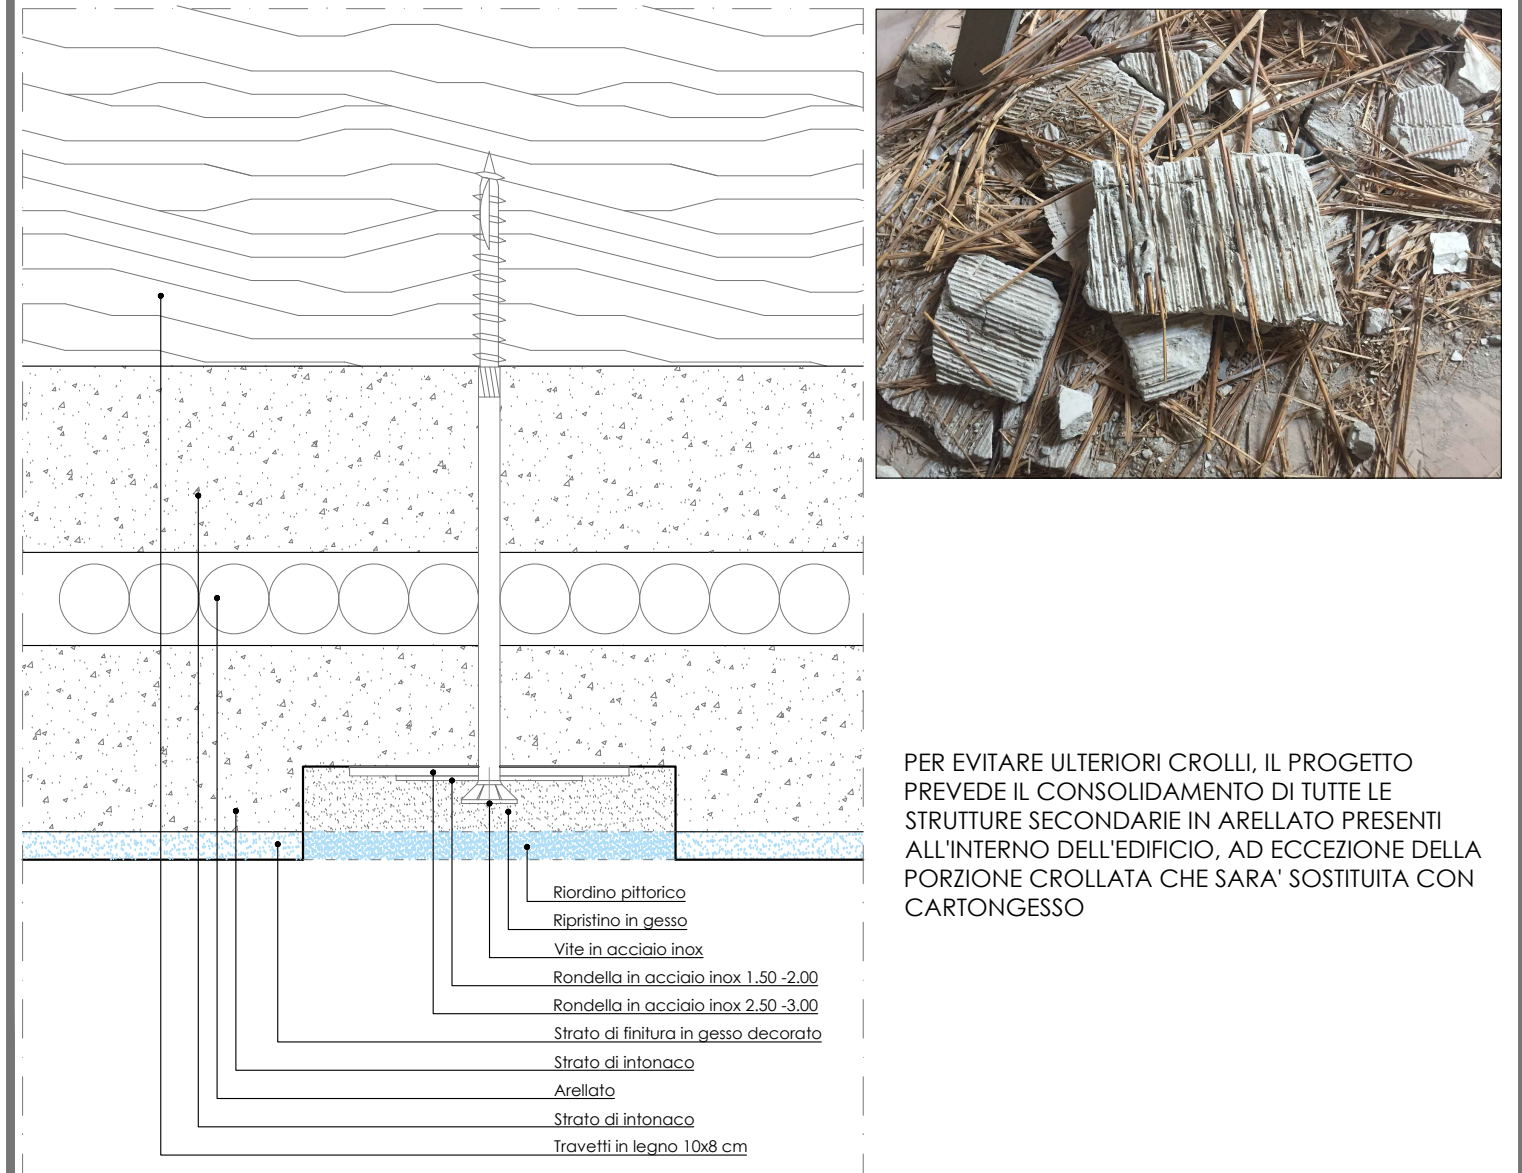 PER EVITARE ULTERIORI CROLLI, IL PROGETTO
PREVEDE IL CONSOLIDAMENTO DI TUTTE LE
STRUTTURE SECONDARIE IN ARELLATO PRESENTI
ALL'INTERNO DELL'EDIFICIO, AD ECCEZIONE DELLA
PORZIONE CROLLATA CHE SARA' SOSTITUITA CON
CARTONGESSO
Riordino pittorico
Ripristino in gesso
Vite in acciaio inox
Rondella in acciaio inox 1.50 -2.00
Rondella in acciaio inox 2.50 -3.00
Strato di finitura in gesso decorato
Strato di intonaco
Arellato
Strato di intonaco
Travetti in legno 10x8 cm